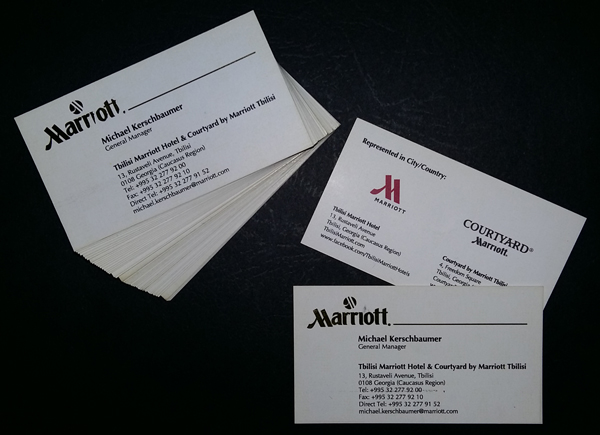 Marriott.
Michael Kerschbaumer
General Manager
Tbilisi Marriott Hotel & Courtyard by Marriott Tbilisi
13, Rustaveli Avenue, Tbilisi
0108 Georgia (Caucasus Region)
Tel: +995 32 277 92 00
Fax: +995 32 277 92 10
Direct Tel: +995 32 277 91 52
michael.kerschbaumer@marriott.com
Represented in City/Country:
MARRIOTT
Tbilisi Marriott Hotel
13, Rustaveli Avenue
Tbilisi, Georgia (Caucasus Region)
TbilisiMarriott.com
www.facebook.com/TbilisiMarriottHotels
COURTYARD®
Marriott.
Courtyard by Marriott Tbilisi
4, Freedom Square
Tbilisi, Geo
Courtya
Marriott.
Michael Kerschbaumer
General Manager
Tbilisi Marriott Hotel & Courtyard by Marriott Tbilisi
13, Rustaveli Avenue, Tbilisi
0108 Georgia (Caucasus Region)
Tel: +995 32 277 92 00
Fax: +995 32 277 92 10
Direct Tel: +995 32 277 91 52
michael.kerschbaumer@marriott.com